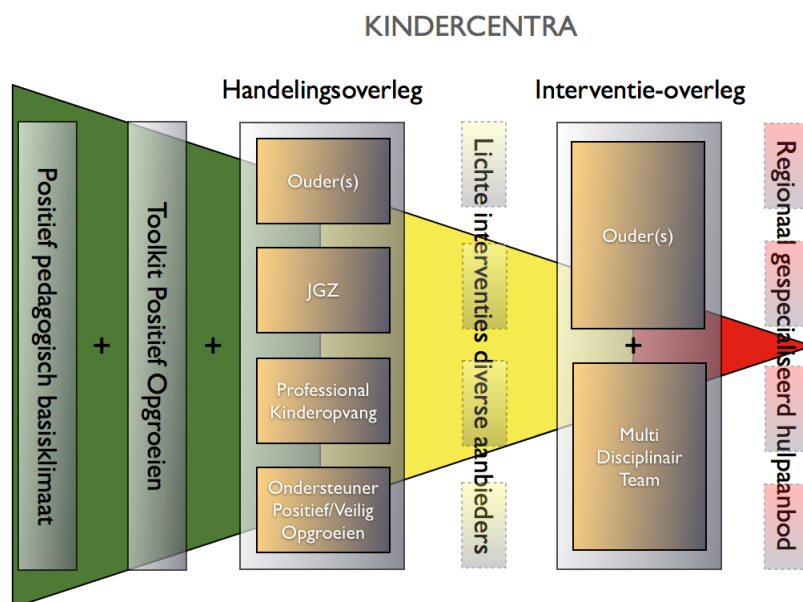 KINDERCENTRA
Handelingsoverleg
Interventie-overleg
Positief pedagogisch basisklimaat
+
Toolkit Positief Opgroeien
+
Ouder(s)
JGZ
Professional
Kinderopvang
Ondersteuner
Positief/Veilig
Opgroeien
Lichte interventies diverse aanbieders
Ouder(s)
+
Multi
Disciplinair
Team
Regionaal gespecialiseerd hulpaanbod